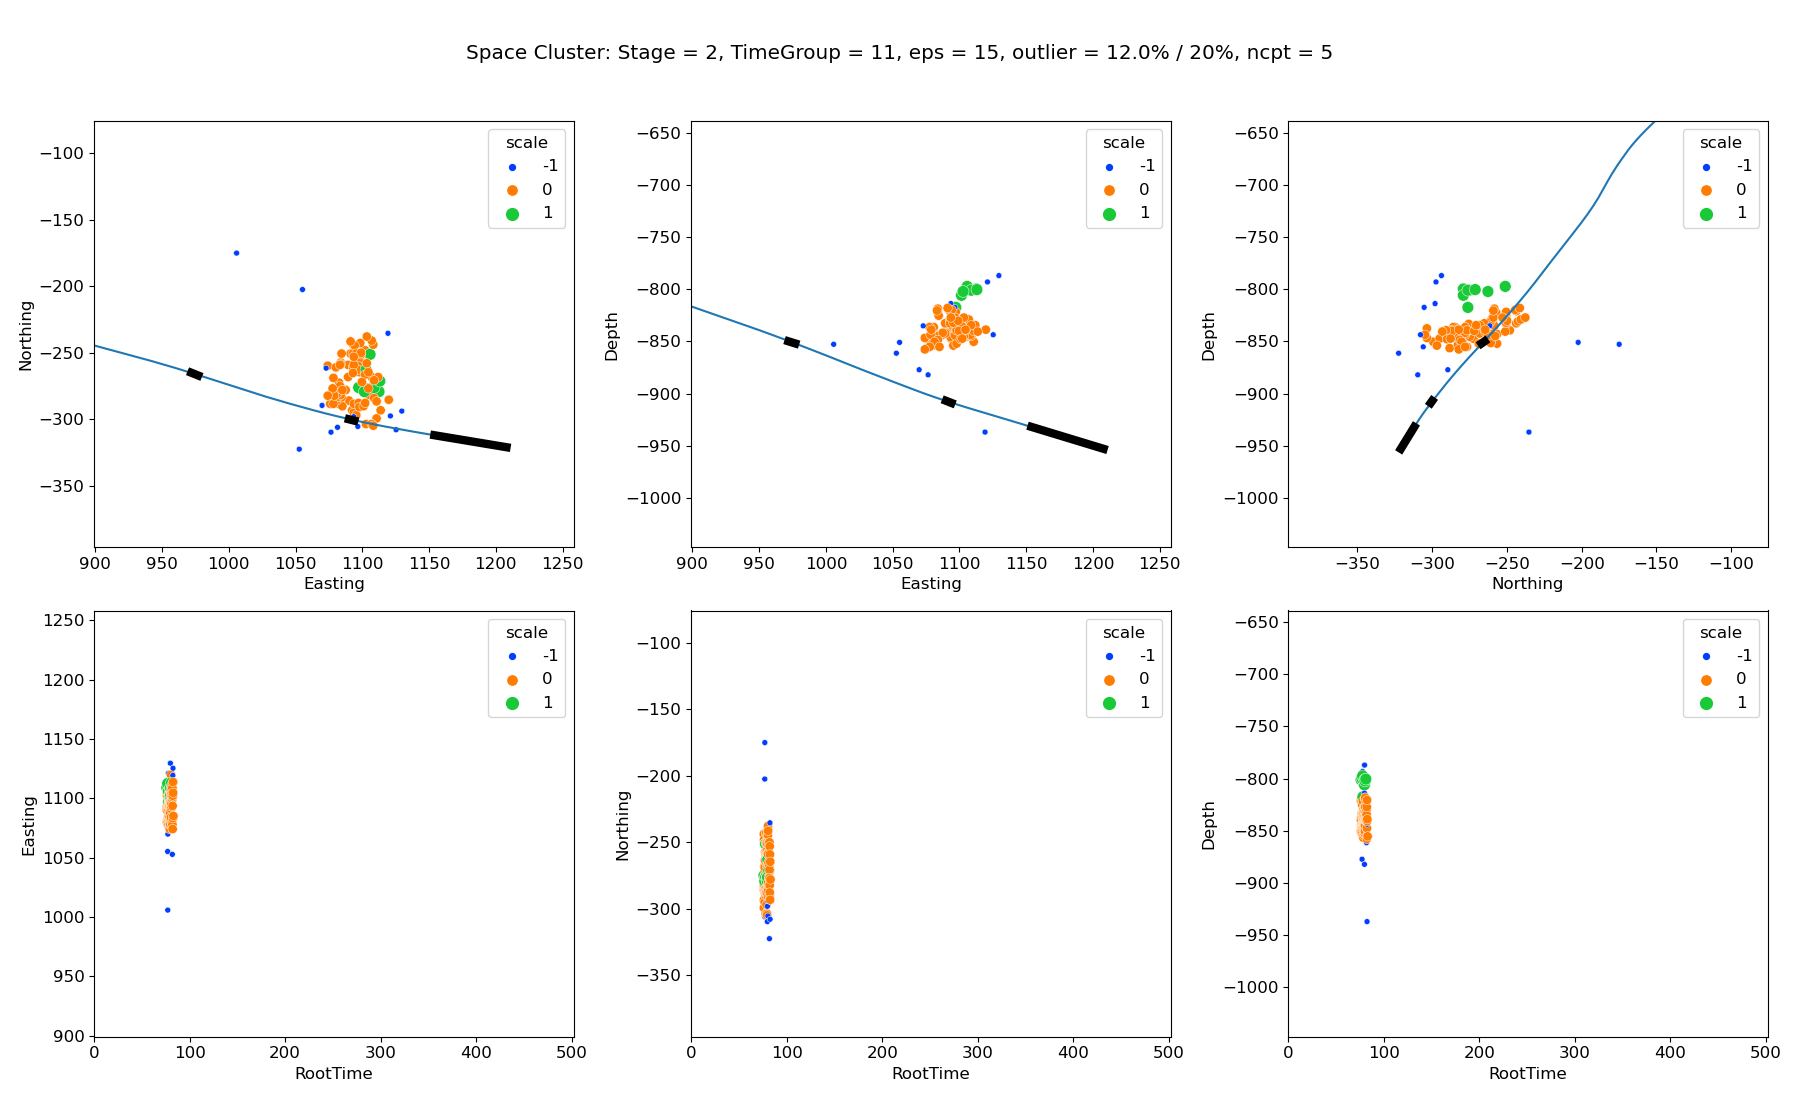 Space Cluster: Stage = 2, TimeGroup = 11, eps = 15, outlier = 12.0% / 20%, ncpt = 5
Northing
−100
−150
−200
−250
−300
−350
900 950 1000 1050 1100 1150 1200 1250
Easting
scale
-1
0
1
Depth
−650
−700
−750
−800
−850
−900
−950
−1000
900 950 1000 1050 1100 1150 1200 1250
Easting
scale
-1
0
1
Depth
−650
−700
−750
−800
−850
−900
−950
−1000
−350 −300 −250 −200 −150 −100
Northing
scale
-1
0
1
Easting
1250
1200
1150
1100
1050
1000
950
900
0 100 200 300 400 500
RootTime
scale
-1
0
1
Northing
−100
−150
−200
−250
−300
−350
0 100 200 300 400 500
RootTime
scale
-1
0
1
Depth
−650
−700
−750
−800
−850
−900
−950
−1000
0 100 200 300 400 500
RootTime
scale
-1
0
1